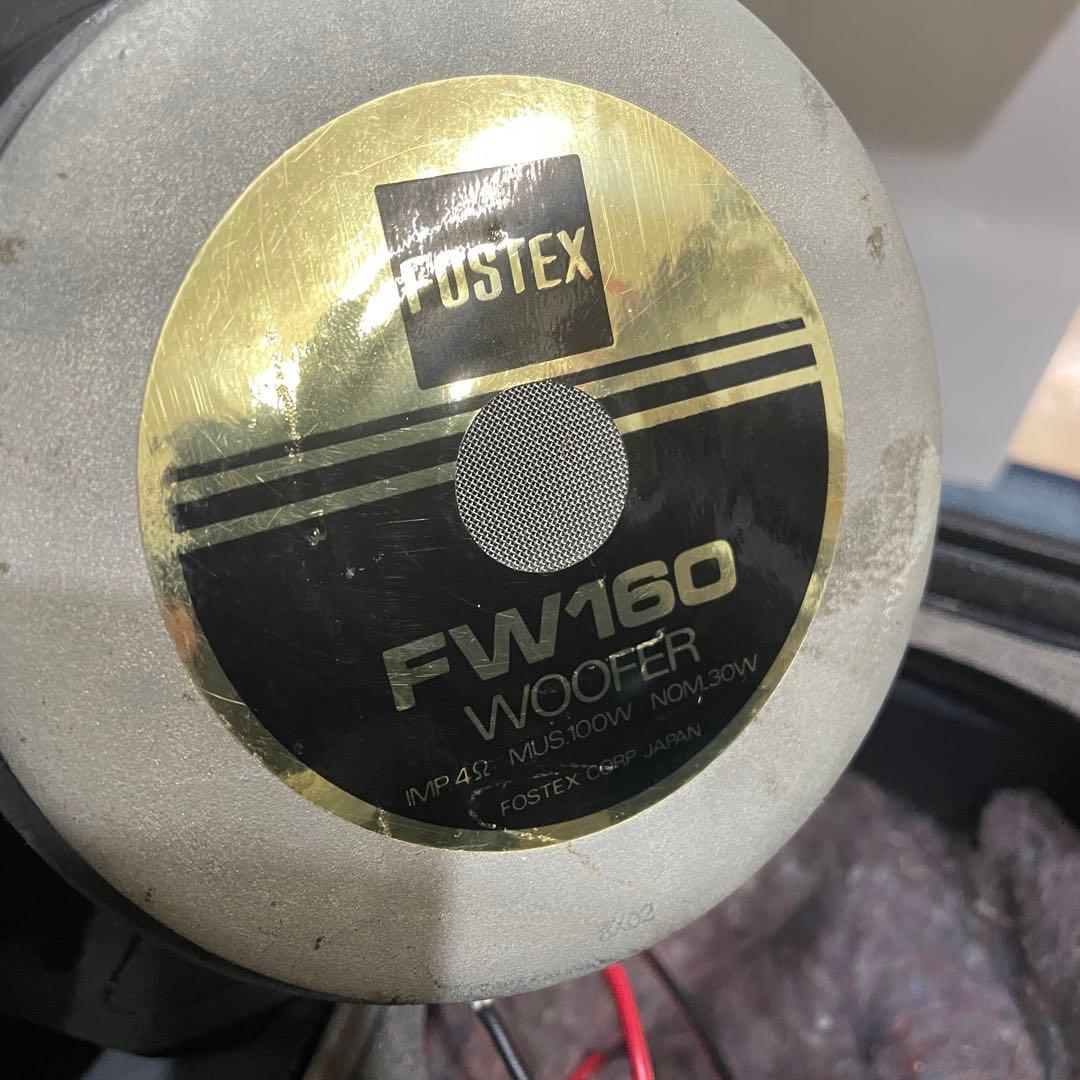 FOSTEX
FW160
WOOFER
IMP.4Ω MUS.100W NOM.30W
FOSTEX CORP. JAPAN